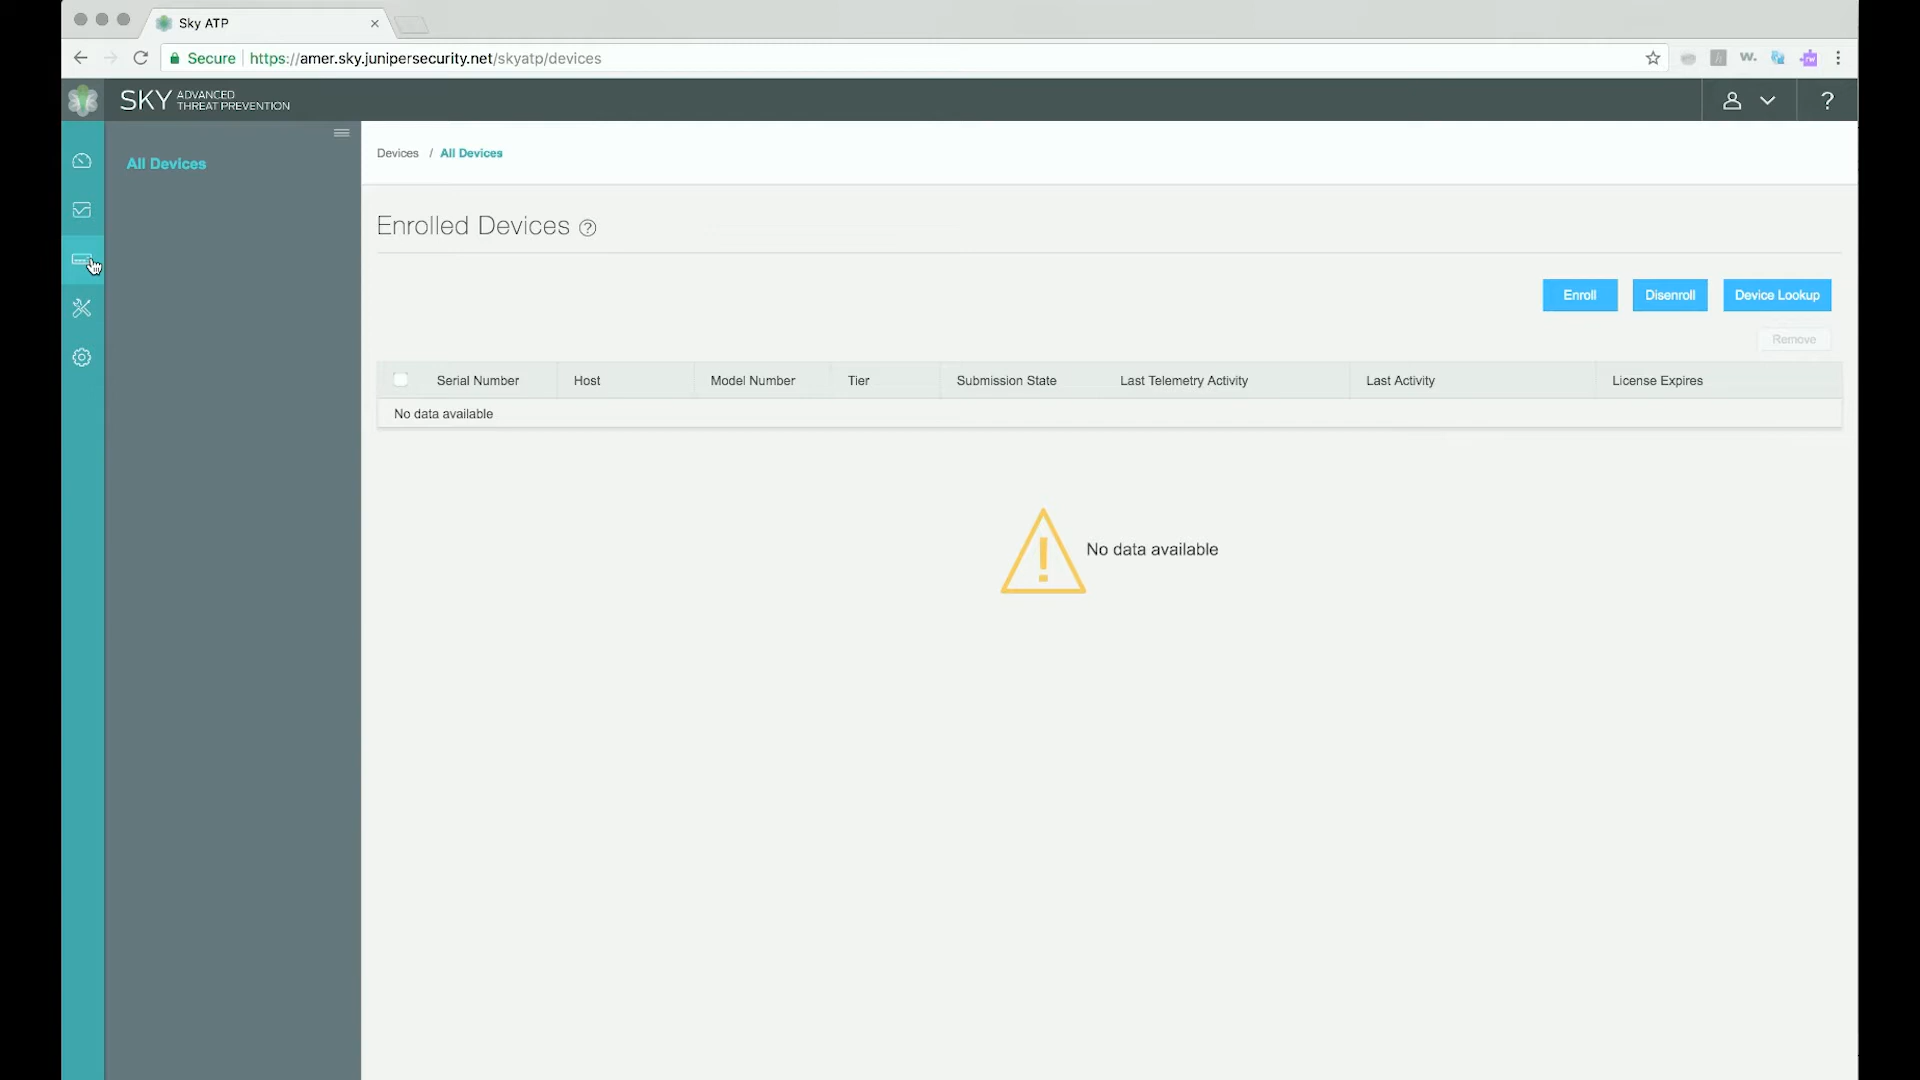 Sky ATP
Secure https://amer.sky.junipersecurity.net/skyatp/devices
W.
rw
SKY ADVANCED
THREAT PREVENTION
?
All Devices
Devices / All Devices
Enrolled Devices ?
Enroll Disenroll Device Lookup
Remove
Serial Number Host Model Number Tier Submission State Last Telemetry Activity Last Activity License Expires
No data available
No data available